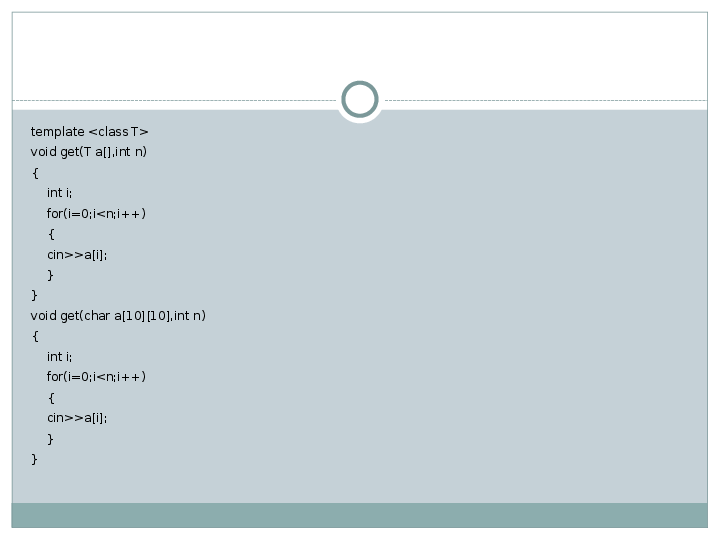 template <class T>
void get(T a[],int n)
{
int i;
for(i=0;i<n;i++)
{
cin>>a[i];
}
}
void get(char a[10][10],int n)
{
int i;
for(i=0;i<n;i++)
{
cin>>a[i];
}
}